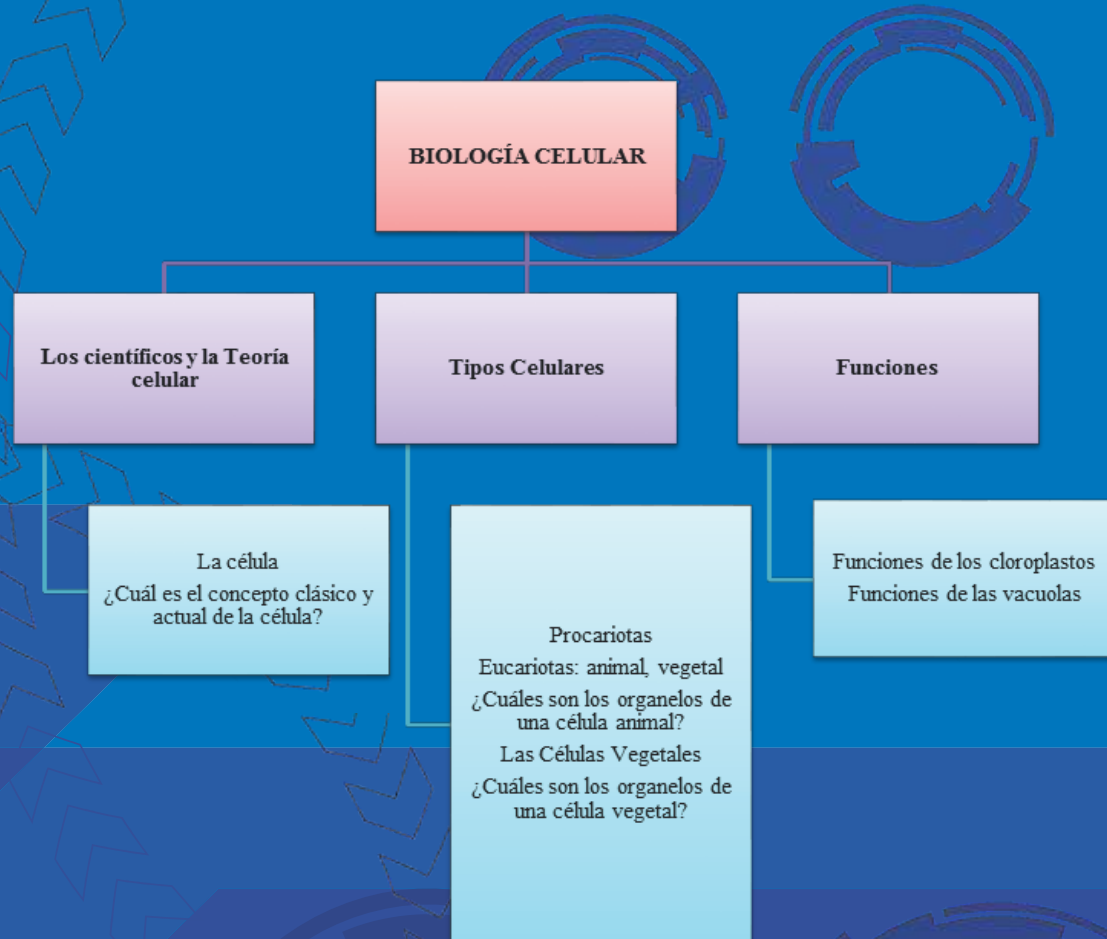 BIOLOGÍA CELULAR
Los científicos y la Teoría
celular
Tipos Celulares
Funciones
La célula
¿Cuál es el concepto clásico y
actual de la célula?
Procariotas
Eucariotas: animal, vegetal
¿Cuáles son los organelos de
una célula animal?
Las Células Vegetales
¿Cuáles son los organelos de
una célula vegetal?
Funciones de los cloroplastos
Funciones de las vacuolas